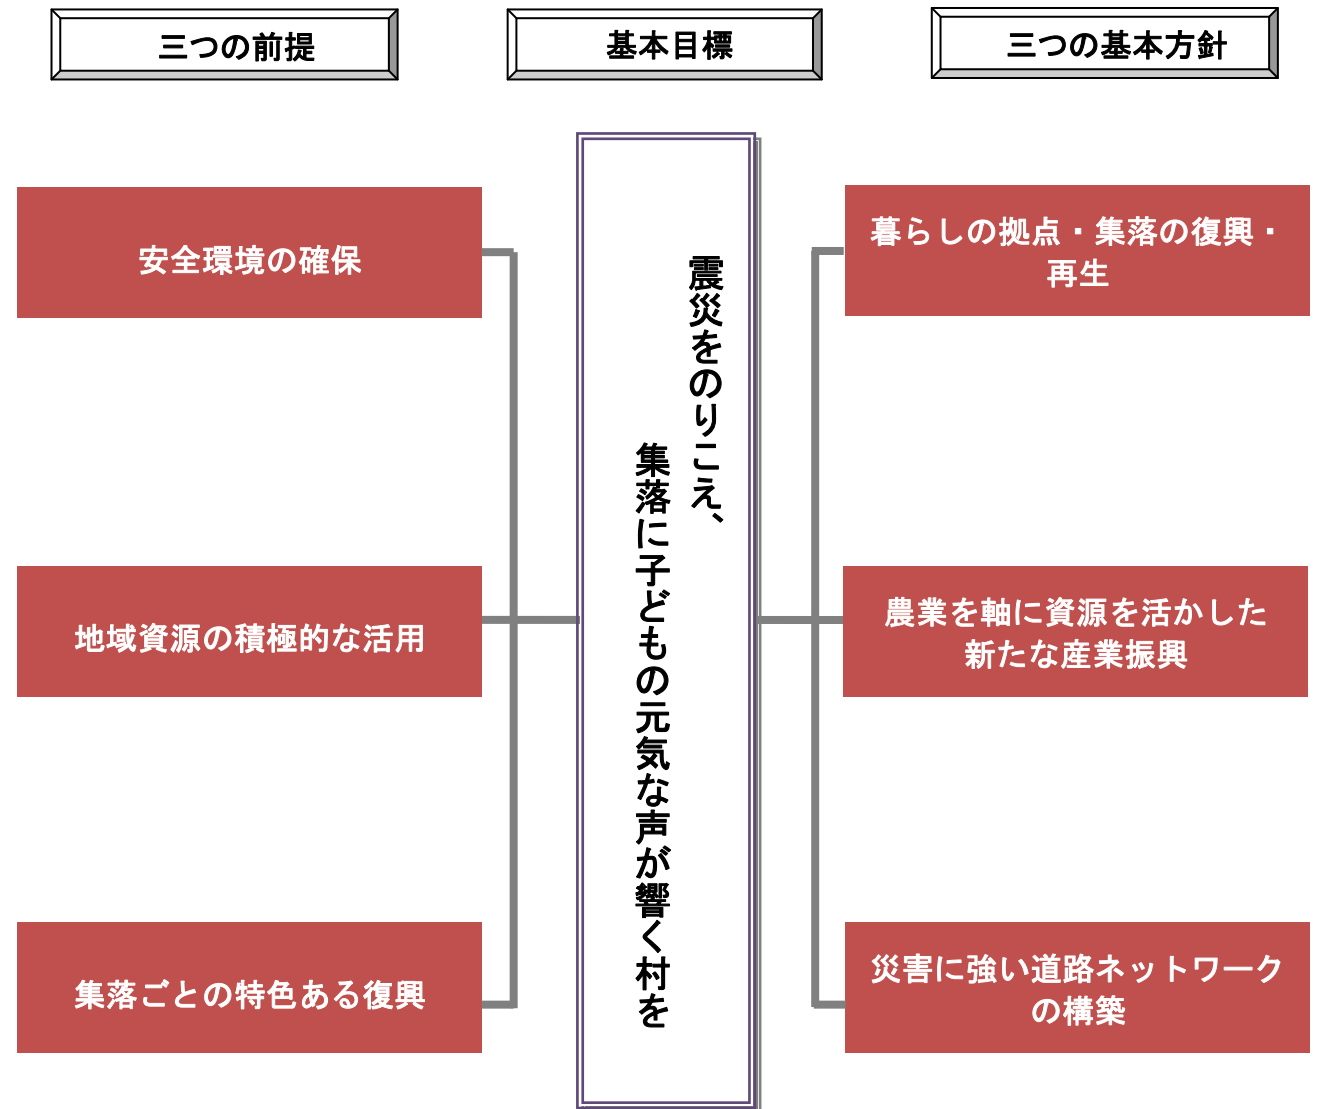 三つの前提
基本目標
三つの基本方針
安全環境の確保
地域資源の積極的な活用
集落ごとの特色ある復興
震災をのりこえ、
集落に子どもの元気な声が響く村を
暮らしの拠点・集落の復興・
再生
農業を軸に資源を活かした
新たな産業振興
災害に強い道路ネットワーク
の構築